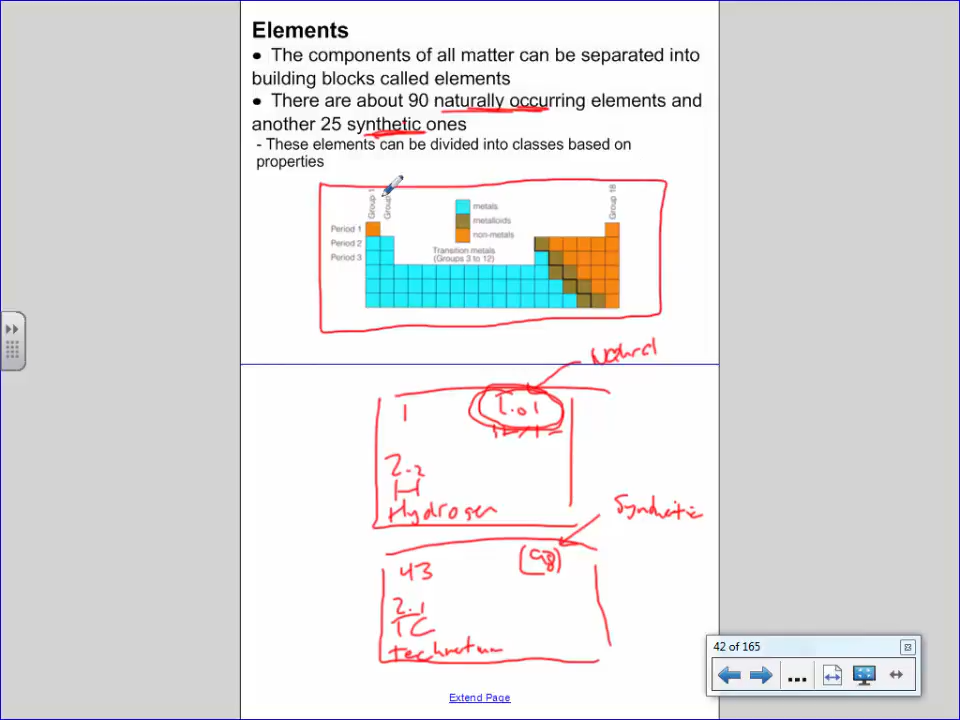 Elements
• The components of all matter can be separated into
building blocks called elements
• There are about 90 naturally occurring elements and
another 25 synthetic ones
- These elements can be divided into classes based on
properties
Group 1
Group
Group 18
metals
metalloids
non-metals
Period 1
Period 2
Period 3
Transition metals
(Groups 3 to 12)
Natural
1
1.01
2.2
H
Hydrogen
Synthetic
43
(98)
2.1
TC
technetium
42 of 165
Extend Page